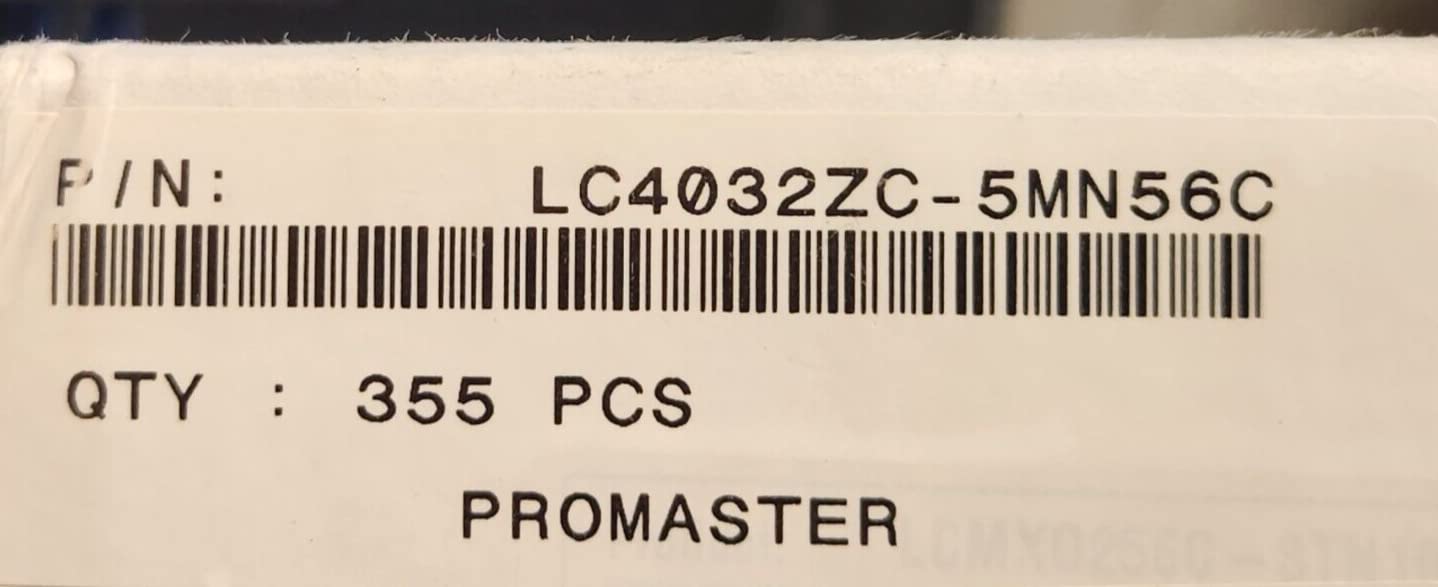 P/N: LC4032ZC-5MN56C
QTY : 355 PCS
PROMASTER